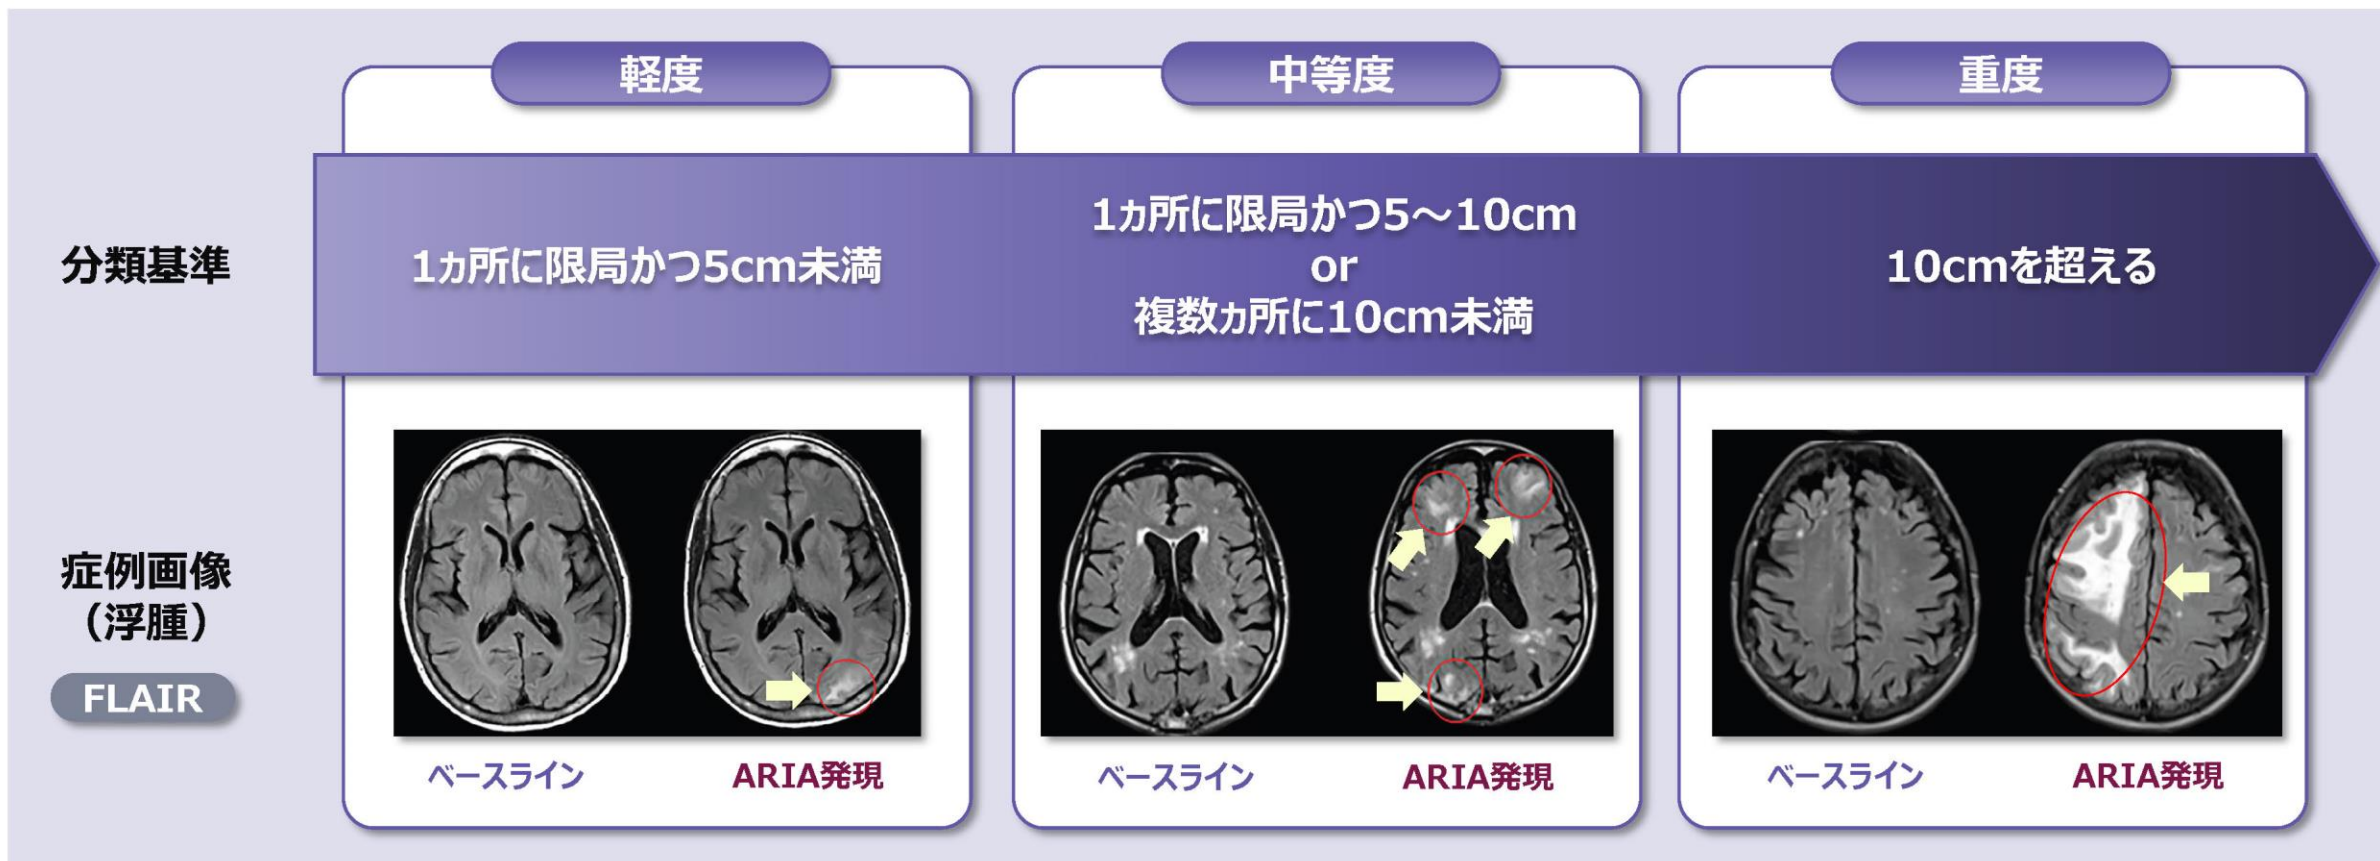 軽度
中等度
重度
分類基準
1ヵ所に限局かつ5cm未満
1ヵ所に限局かつ5～10cm
or
複数ヵ所に10cm未満
10cmを超える
症例画像
（浮腫）
FLAIR
ベースライン
ARIA発現
ベースライン
ARIA発現
ベースライン
ARIA発現